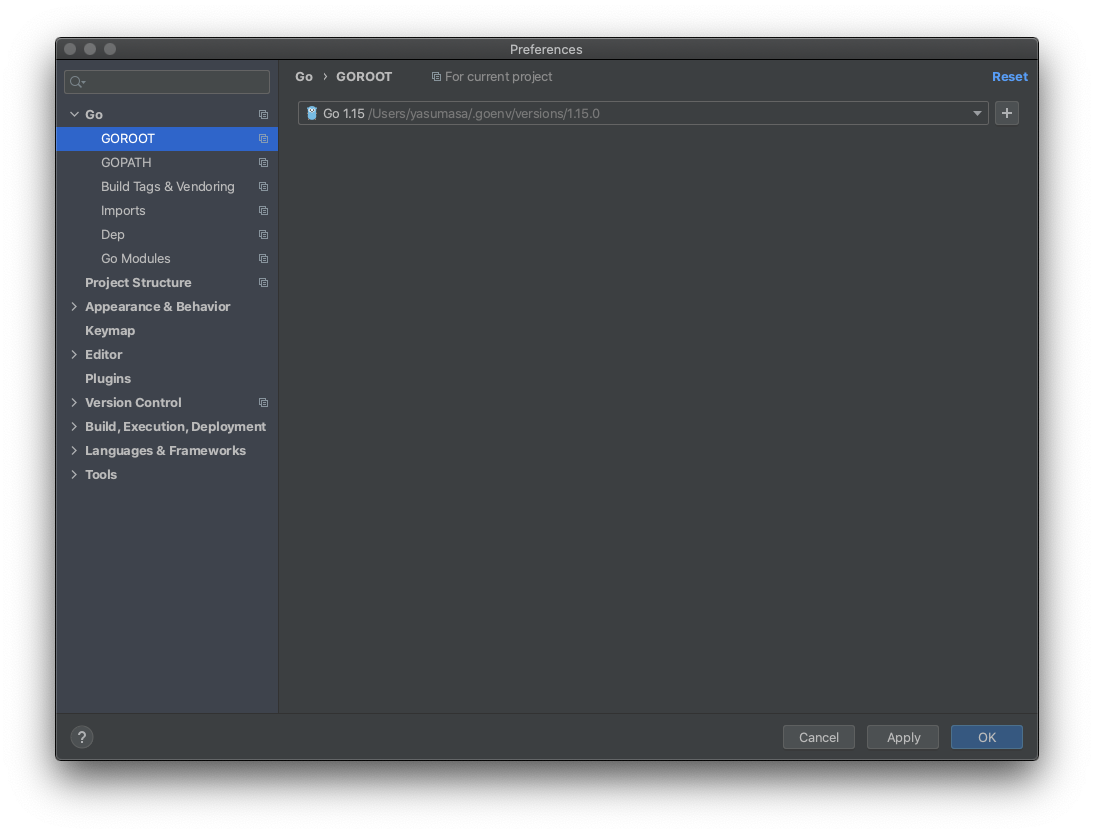 Preferences
Go › GOROOT For current project Reset
Go 1.15 /Users/yasumasa/.goenv/versions/1.15.0
Go
GOROOT
GOPATH
Build Tags & Vendoring
Imports
Dep
Go Modules
Project Structure
Appearance & Behavior
Keymap
Editor
Plugins
Version Control
Build, Execution, Deployment
Languages & Frameworks
Tools
? Cancel Apply OK